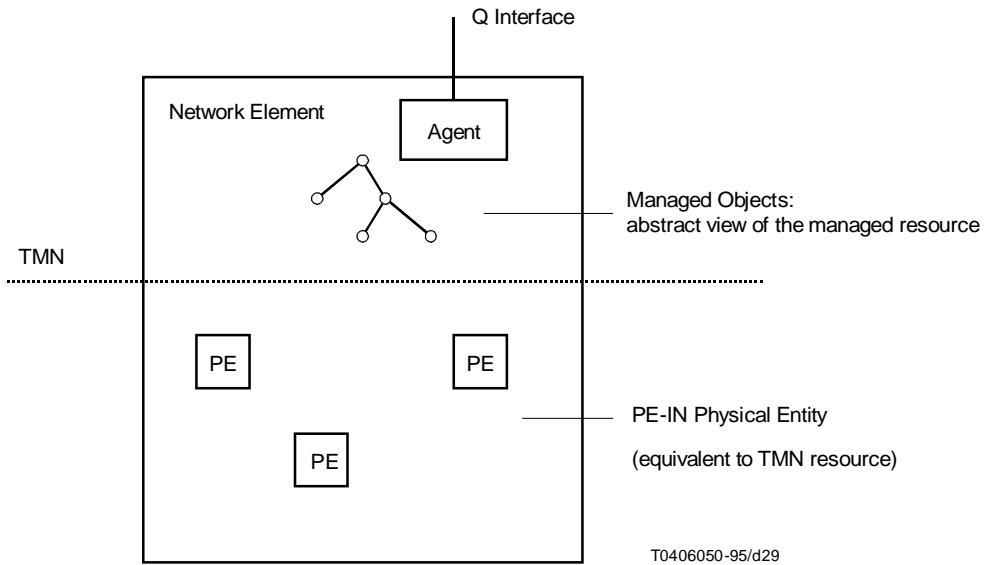 Q Interface
Network Element
Agent
Managed Objects:
abstract view of the managed resource
TMN
PE
PE
PE-IN Physical Entity
PE
(equivalent to TMN resource)
T0406050-95/d29